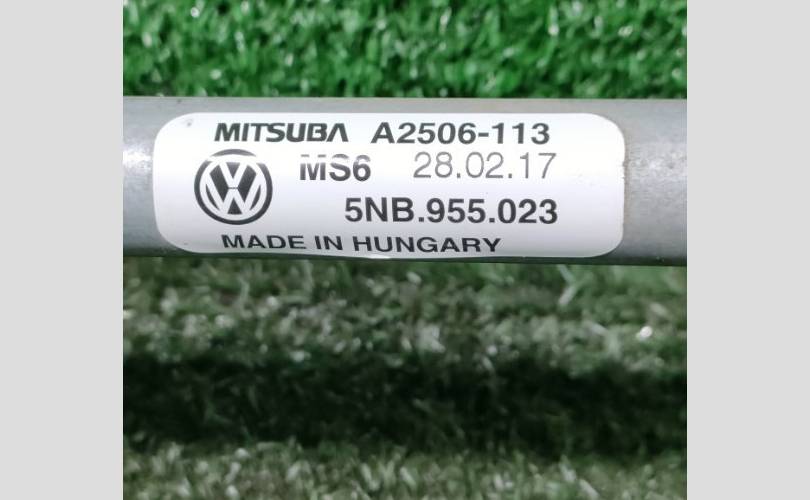 MITSUBA A2506-113
MS6 28.02.17
5NB.955.023
MADE IN HUNGARY